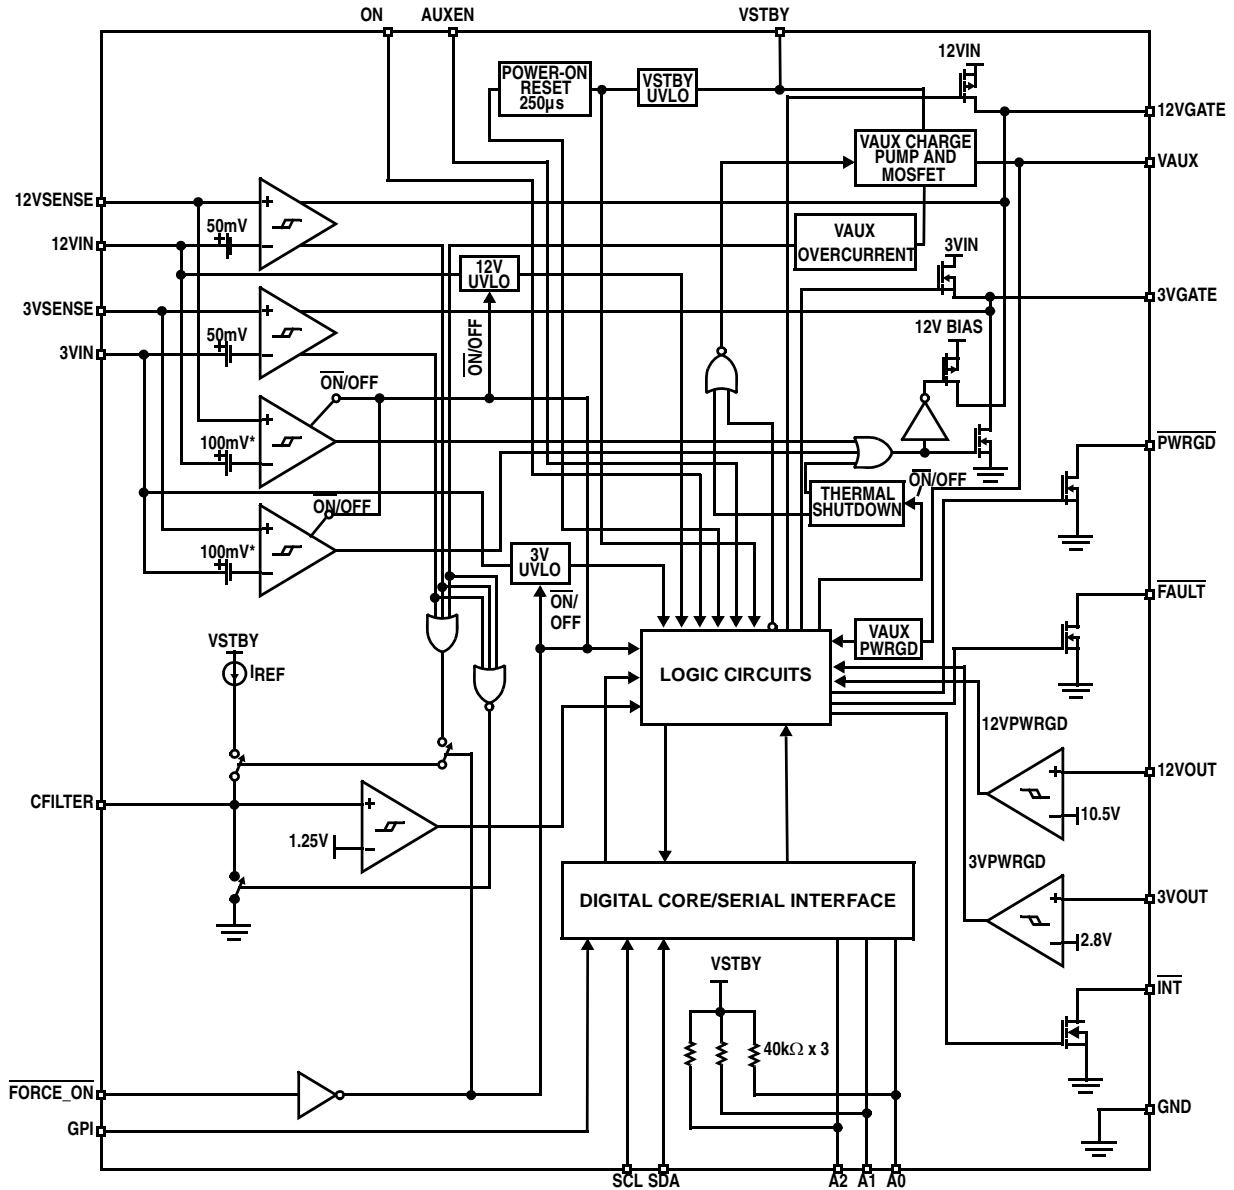 ON
AUXEN
VSTBY
12VIN
POWER-ON
RESET
250µs
VSTBY
UVLO
12VGATE
VAUX CHARGE
PUMP AND
MOSFET
VAUX
12VSENSE
50mV
12VIN
VAUX
OVERCURRENT
3VIN
12V
UVLO
3VSENSE
3VGATE
50mV
3VIN
ON/OFF
12V BIAS
ON/OFF
100mV*
PWRGD
ON/OFF
THERMAL
SHUTDOWN
ON/OFF
100mV*
3V
UVLO
ON/
OFF
FAULT
VSTBY
IREF
VAUX
PWRGD
LOGIC CIRCUITS
12VPWRGD
12VOUT
10.5V
CFILTER
1.25V
3VPWRGD
DIGITAL CORE/SERIAL INTERFACE
3VOUT
2.8V
VSTBY
INT
40kΩ x 3
FORCE_ON
GPI
GND
SCL
SDA
A2
A1
A0